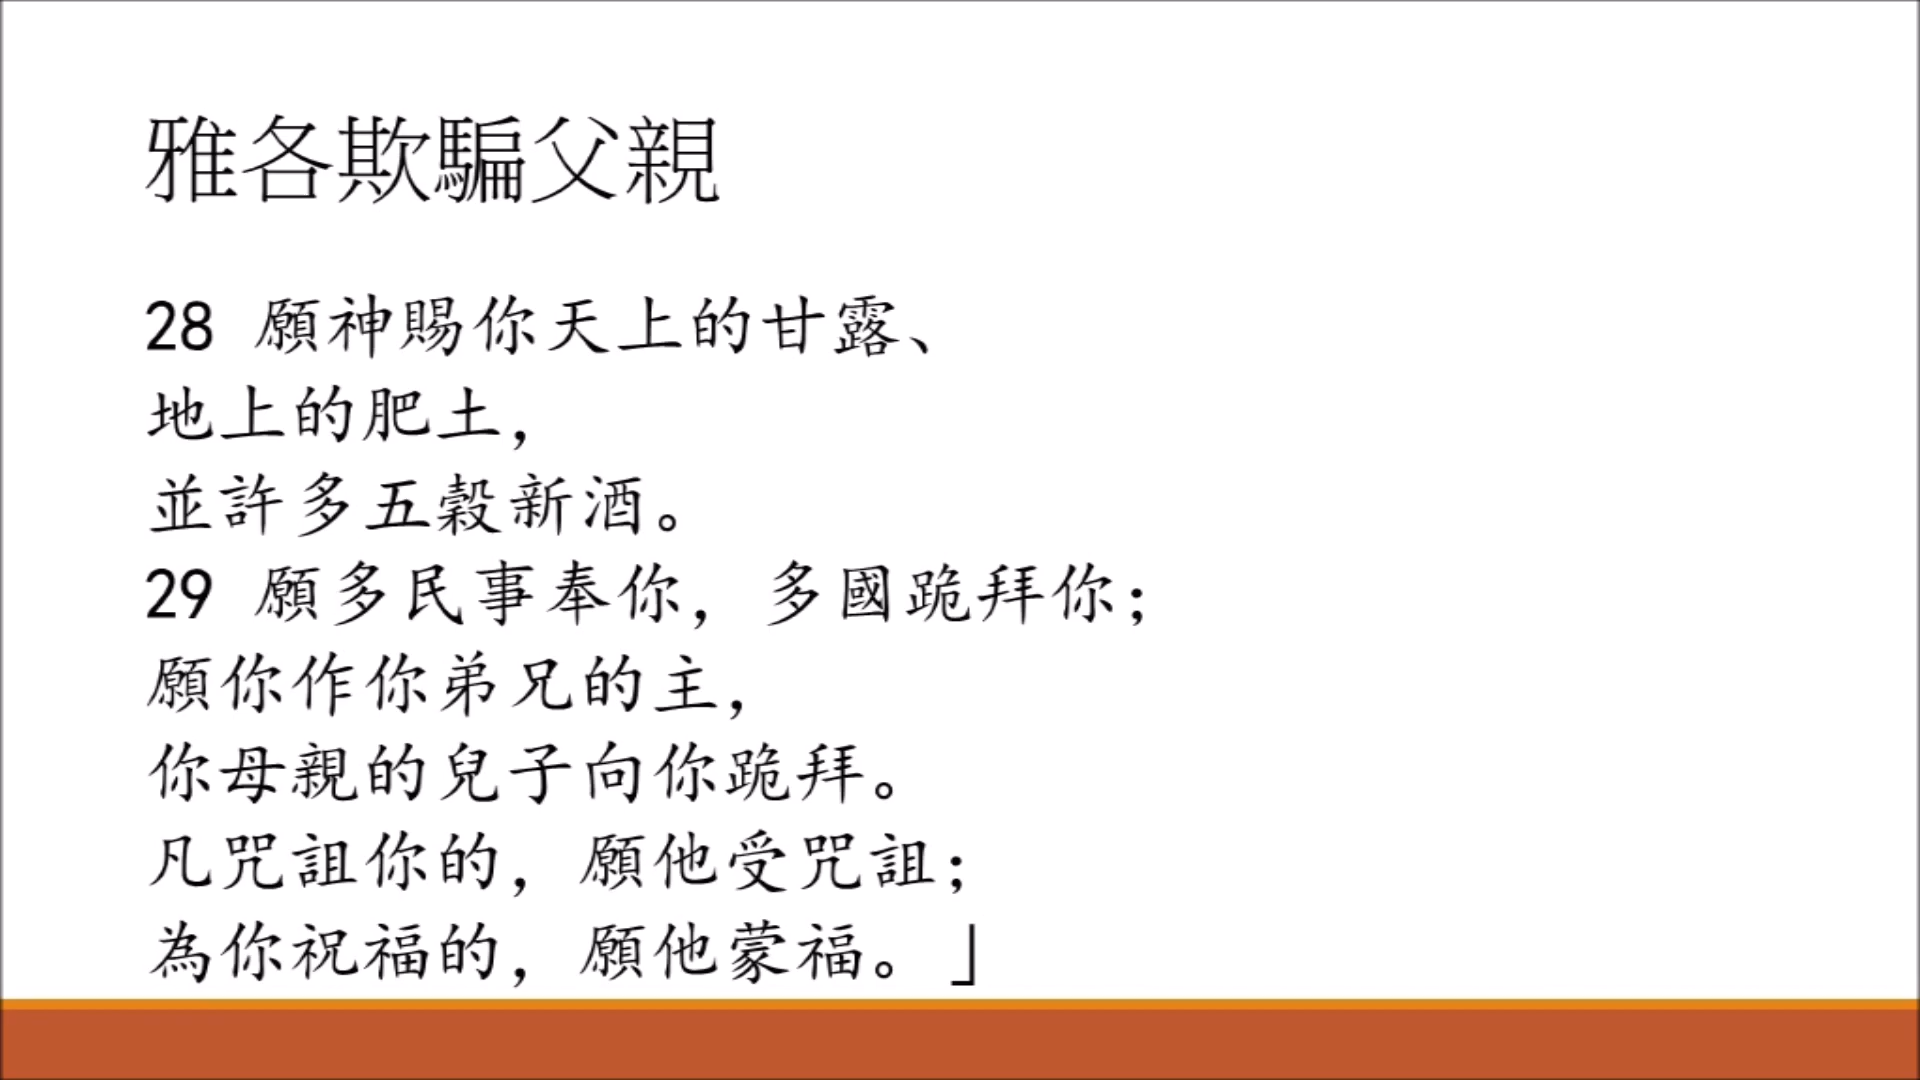 雅各欺騙父親
28 願神賜你天上的甘露、
地上的肥土，
並許多五穀新酒。
29 願多民事奉你，多國跪拜你；
願你作你弟兄的主，
你母親的兒子向你跪拜。
凡咒詛你的，願他受咒詛；
為你祝福的，願他蒙福。」